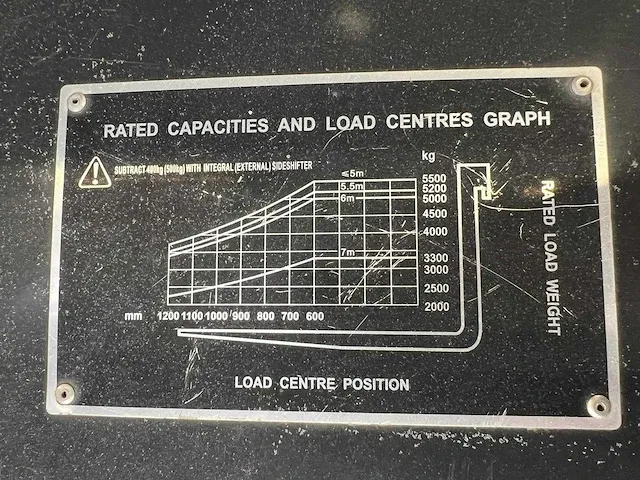 RATED CAPACITIES AND LOAD CENTRES GRAPH
SUBTRACT 400kg (500kg) WITH INTEGRAL (EXTERNAL) SIDESHIFTER
kg
≤5m
5.5m
6m
7m
5500
5200
5000
4500
4000
3300
3000
2500
2000
RATED LOAD WEIGHT
mm 1200 1100 1000 900 800 700 600
LOAD CENTRE POSITION